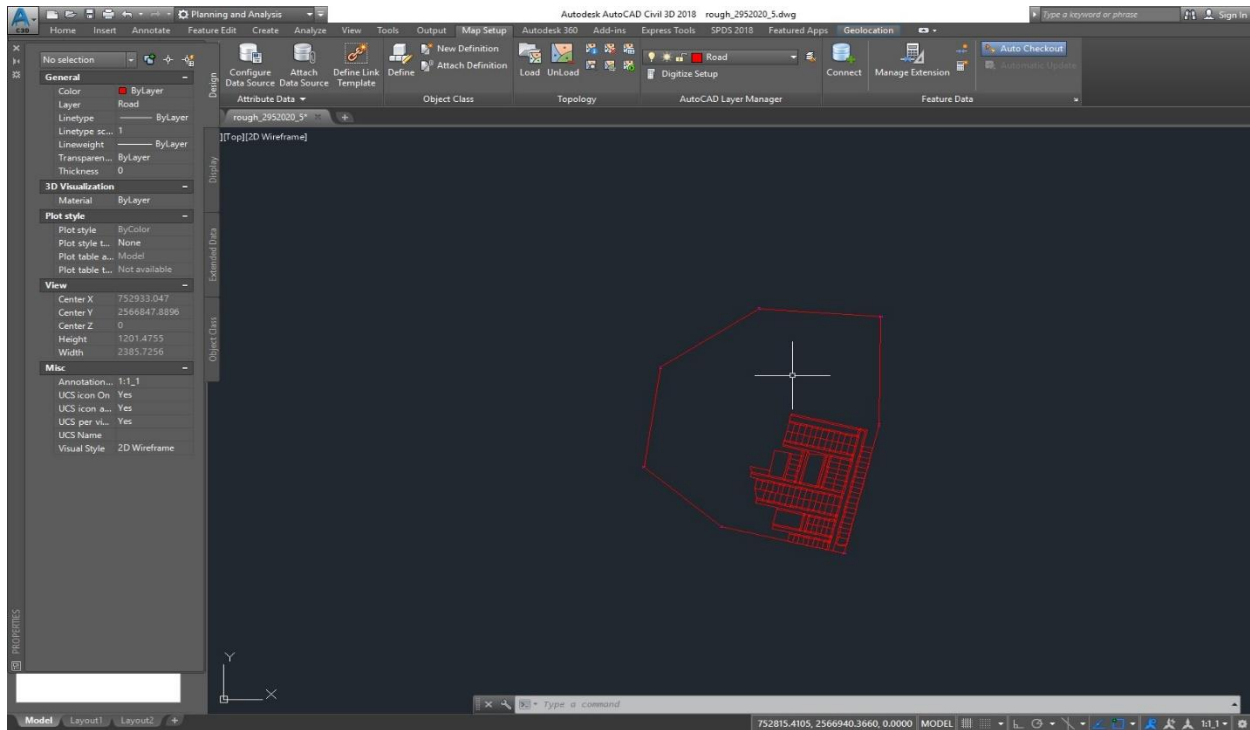 C3D
Planning and Analysis
Autodesk AutoCAD Civil 3D 2018 rough_2952020_5.dwg
Type a keyword or phrase
Sign In
Home Insert Annotate Feature Edit Create Analyze View Tools Output Map Setup Autodesk 360 Add-ins Express Tools SPDS 2018 Featured Apps Geolocation
Configure
Data Source
Attach
Data Source
Define Link
Template
Attribute Data
Define
New Definition
Attach Definition
Object Class
Load UnLoad
Topology
Road
Digitize Setup
AutoCAD Layer Manager
Connect
Manage Extension
Auto Checkout
Automatic Update
Feature Data
rough_2952020_5*
][Top][2D Wireframe]
No selection
General
Color ByLayer
Layer Road
Linetype ByLayer
Linetype sc... 1
Lineweight ByLayer
Transparen... ByLayer
Thickness 0
3D Visualization
Material ByLayer
Plot style
Plot style ByColor
Plot style t... None
Plot table a... Model
Plot table t... Not available
View
Center X 752933.047
Center Y 2566847.8896
Center Z 0
Height 1201.4755
Width 2385.7256
Misc
Annotation... 1:1_1
UCS icon On Yes
UCS icon a... Yes
UCS per vi... Yes
UCS Name
Visual Style 2D Wireframe
Design
Display
Extended Data
Object Class
PROPERTIES
Y
X
Type a command
Model Layout1 Layout2 +
752815.4105, 2566940.3660, 0.0000 MODEL
1:1_1